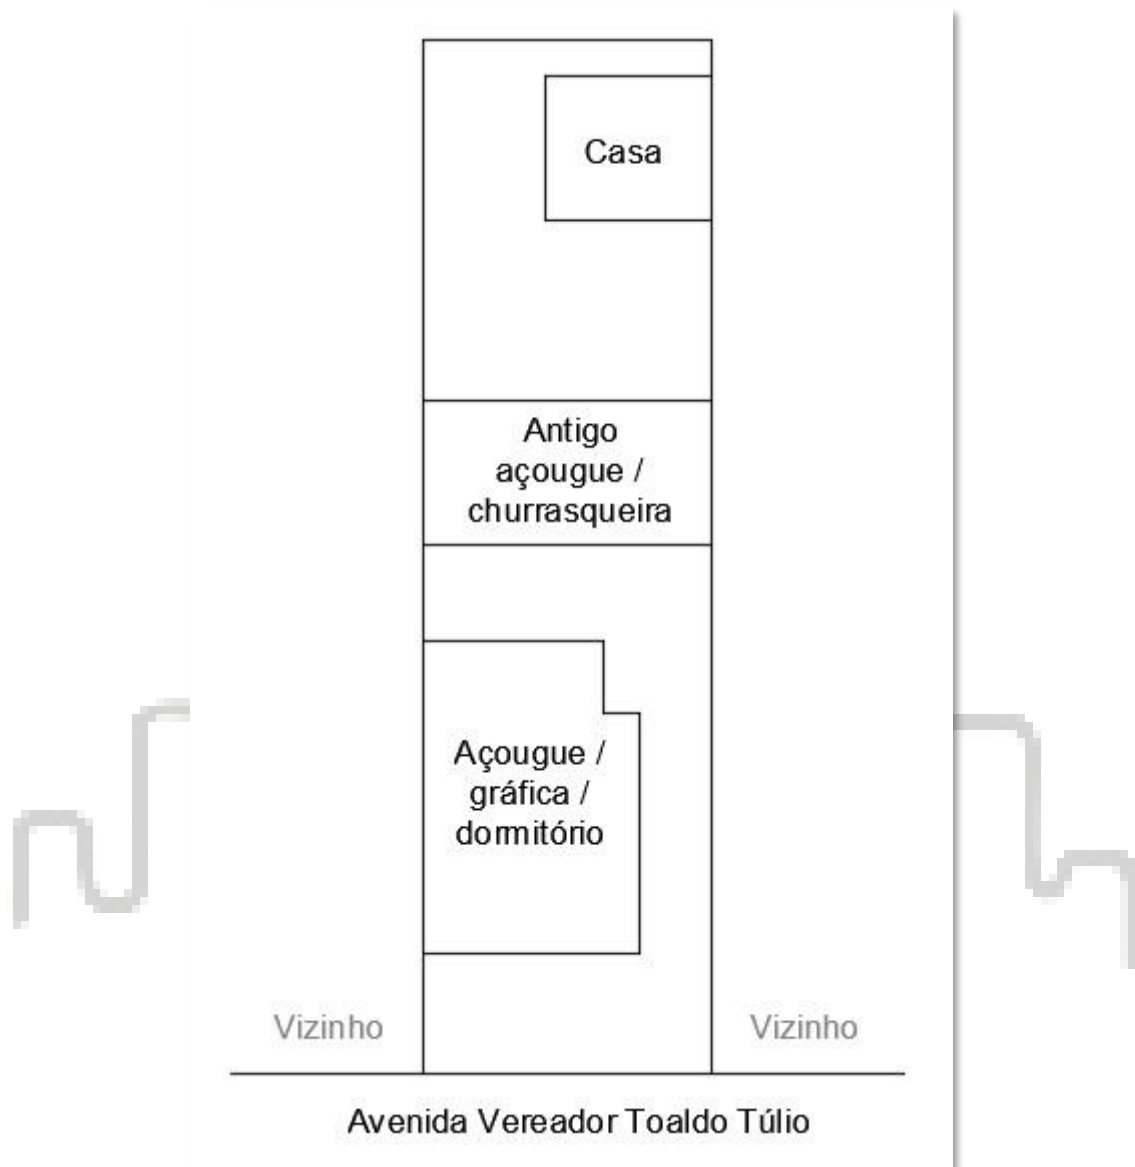 Casa
Antigo
açougue /
churrasqueira
Açougue /
gráfica /
dormitório
Vizinho
Vizinho
Avenida Vereador Toaldo Túlio